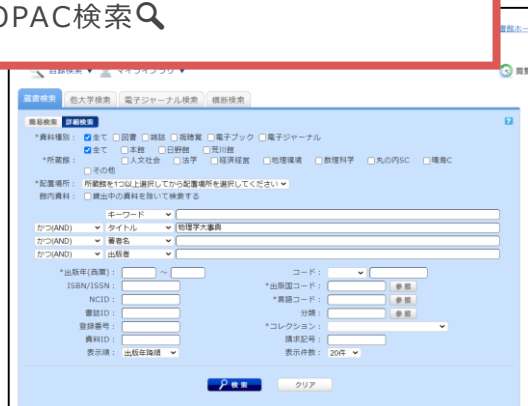 OPAC検索
目録検索 ▼ マイライブラリ ▼
蔵書検索 他大学検索 電子ジャーナル検索 横断検索
簡易検索 詳細検索
*資料種別： 全て 図書 雑誌 視聴覚 電子ブック 電子ジャーナル
*所蔵館： 全て 本館 日野館 荒川館
人文社会 法学 経済経営 地理環境 数理科学 丸の内SC 晴海C
その他
*配置場所： 所蔵館を1つ以上選択してから配置場所を選択してください
館内資料： 貸出中の資料を除いて検索する
キーワード
かつ(AND) タイトル 物理学大事典
かつ(AND) 著者名
かつ(AND) 出版者
*出版年(西暦)： ～ コード：
ISBN/ISSN： *出版国コード： 参照
NCID： *言語コード： 参照
書誌ID： 分類： 参照
登録番号： *コレクション：
資料ID： 請求記号：
表示順： 出版年降順 表示件数： 20件
検索 クリア